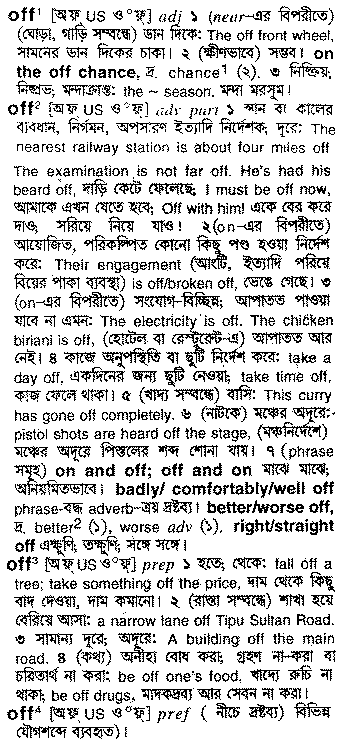 off¹ [অফ্ US ও°ফ্] adj ১ (near-এর বিপরীতে)
(ঘোড়া, গাড়ি সম্বন্ধে) ডান দিকে: The off front wheel,
সামনের ডান দিকের চাকা। ২ (ক্ষীণভাবে) সম্ভব। on
the off chance, দ্র. chance¹ (২). ৩ নিষ্ক্রিয়;
নিষ্প্রভ; মন্দাক্রান্ত: the ~ season, মন্দা মরসুম।
off² [অফ্ US ও°ফ্] adv part ১ স্থান বা কালের
ব্যবধান, নির্গমন, অপসারণ ইত্যাদি নির্দেশক; দূরে: The
nearest railway station is about four miles off
The examination is not far off. He's had his
beard off, দাড়ি কেটে ফেলেছে; I must be off now,
আমাকে এখন যেতে হবে; Off with him! একে বের করে
দাও; সরিয়ে নিয়ে যাও! ২(on-এর বিপরীতে)
আয়োজিত, পরিকল্পিত কোনো কিছু পণ্ড হওয়া নির্দেশ
করে: Their engagement (আংটি, ইত্যাদি পরিয়ে
বিয়ের পাকা ব্যবস্থা) is off/broken off, ভেঙে গেছে। ৩
(on-এর বিপরীতে) সংযোগ-বিচ্ছিন্ন; আপাতত পাওয়া
যাবে না এমন: The electricity is off. The chicken
biriani is off, (হোটেল বা রেস্টুরেন্ট-এ) আপাতত আর
নেই। ৪ কাজে অনুপস্থিতি বা ছুটি নির্দেশ করে: take a
day off, একদিনের জন্য ছুটি নেওয়া; take time off,
কাজ ফেলে থাকা। ৫ (খাদ্য সম্বন্ধে) বাসি: This curry
has gone off completely. ৬ (নাটকে) মঞ্চের অদূরে:
pistol shots are heard off the stage, (মঞ্চনির্দেশে)
মঞ্চের অদূরে পিস্তলের শব্দ শোনা যায়। ৭ (phrase
সমূহ) on and off; off and on মাঝে মাঝে;
অনিয়মিতভাবে। badly/ comfortably/well off
phrase-বদ্ধ adverb-ত্রয় দ্রষ্টব্য। better/worse off,
দ্র. better² (১), worse adv (১), right/straight
off এক্ষুণি; তক্ষুণি; সঙ্গে সঙ্গে।
off³ [অফ্ US ও°ফ্] prep ১ হতে; থেকে: fall off a
tree; take something off the price, দাম থেকে কিছু
বাদ দেওয়া, দাম কমানো। ২ (রাস্তা সম্বন্ধে) শাখা হয়ে
বেরিয়ে আসা: a narrow lane off Tipu Sultan Road.
৩ সামান্য দূরে; অদূরে: A building off the main
road. ৪ (কথ্য) অনীহা বোধ করা; গ্রহণ না-করা বা
চরিতার্থ না করা: be off one's food, খাদ্যে রুচি না
থাকা; be off drugs, মাদকদ্রব্য আর সেবন না করা।
off⁴ [অফ্ US ও°ফ্] pref ( নীচে দ্রষ্টব্য) বিভিন্ন
যৌগশব্দে ব্যবহৃত)।